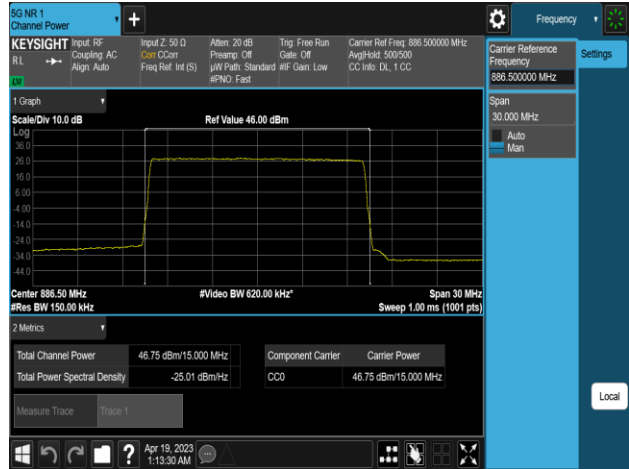 5G NR 1
Channel Power
+
Frequency
KEYSIGHT
RL
LXI
Input: RF
Coupling: AC
Align: Auto
Input Z: 50 Ω
Corr CCorr
Freq Ref: Int (S)
Atten: 20 dB
Preamp: Off
µW Path: Standard
#PNO: Fast
Trig: Free Run
Gate: Off
#IF Gain: Low
Carrier Ref Freq: 886.500000 MHz
Avg|Hold: 500/500
CC Info: DL, 1 CC
Carrier Reference
Frequency
886.500000 MHz
Settings
Span
30.000 MHz
Auto
Man
1 Graph
Scale/Div 10.0 dB
Ref Value 46.00 dBm
Log
36.0
26.0
16.0
6.00
-4.00
-14.0
-24.0
-34.0
-44.0
Center 886.50 MHz
#Video BW 620.00 kHz*
Span 30 MHz
#Res BW 150.00 kHz
Sweep 1.00 ms (1001 pts)
2 Metrics
Total Channel Power 46.75 dBm/15.000 MHz
Total Power Spectral Density -25.01 dBm/Hz
Component Carrier Carrier Power
CC0 46.75 dBm/15.000 MHz
Measure Trace Trace 1
Local
?
Apr 19, 2023
1:13:30 AM